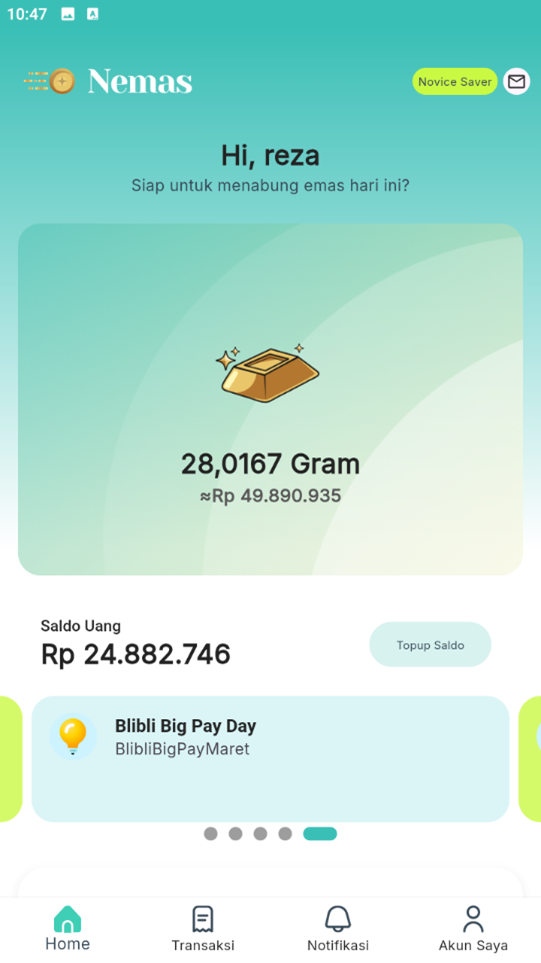 10:47
Nemas
Novice Saver
Hi, reza
Siap untuk menabung emas hari ini?
28,0167 Gram
≈Rp 49.890.935
Saldo Uang
Rp 24.882.746
Topup Saldo
Blibli Big Pay Day
BlibliBigPayMaret
Home
Transaksi
Notifikasi
Akun Saya